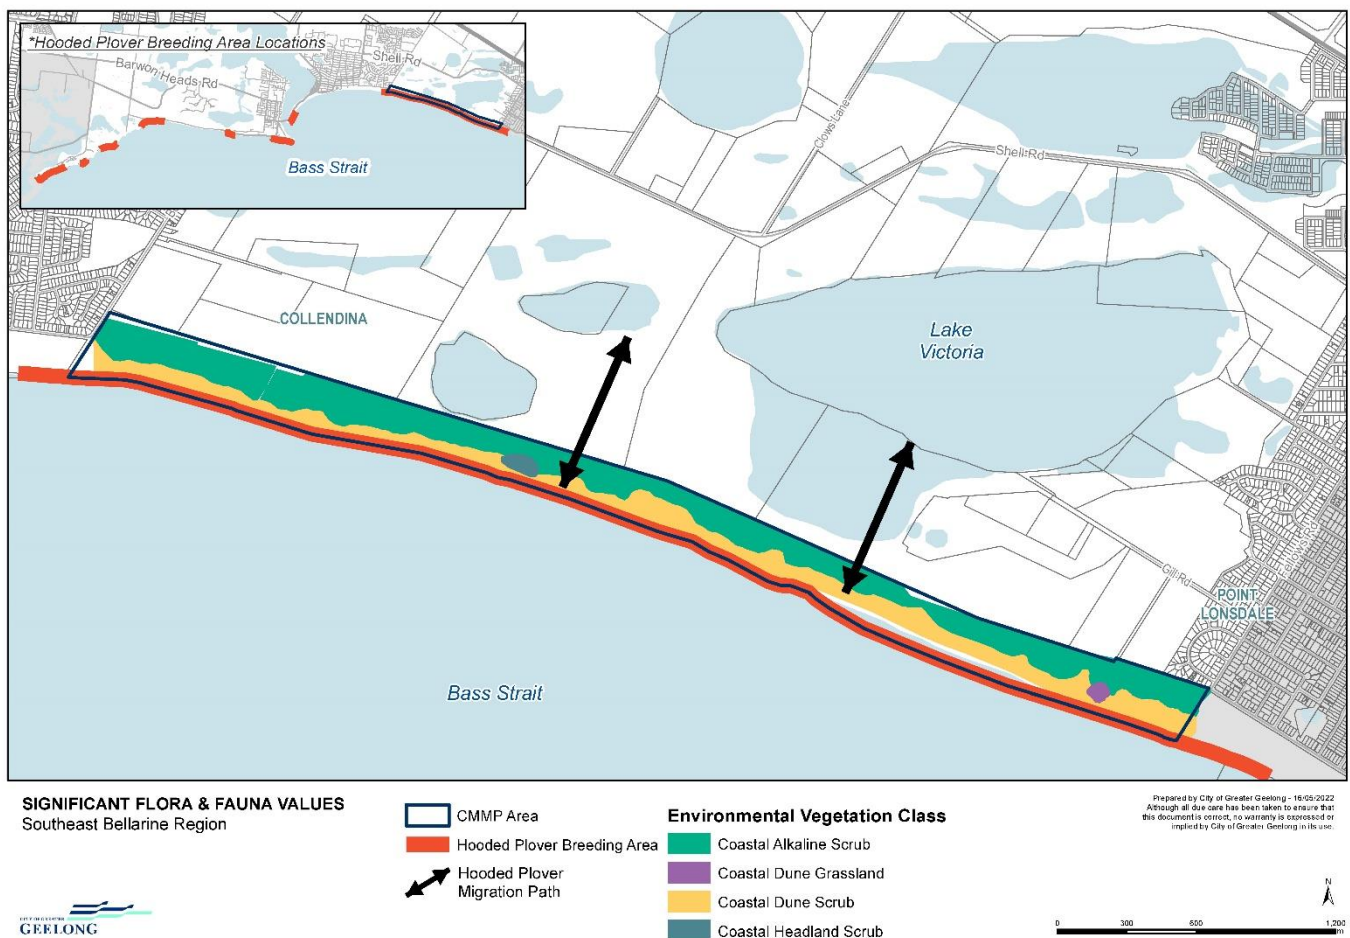 *Hooded Plover Breeding Area Locations
Shell Rd
Barwon Heads Rd
Bass Strait
Clows Lane
Shell Rd
COLLENDINA
Lake
Victoria
Gill Rd
POINT
LONSDALE
Bass Strait
SIGNIFICANT FLORA & FAUNA VALUES
Southeast Bellarine Region
CITY OF GREATER
GEELONG
CMMP Area
Hooded Plover Breeding Area
Hooded Plover
Migration Path
Environmental Vegetation Class
Coastal Alkaline Scrub
Coastal Dune Grassland
Coastal Dune Scrub
Coastal Headland Scrub
Prepared by City of Greater Geelong - 16/05/2022
Although all due care has been taken to ensure that
this document is correct, no warranty is expressed or
implied by City of Greater Geelong in its use.
N
0 300 600 1,200
m